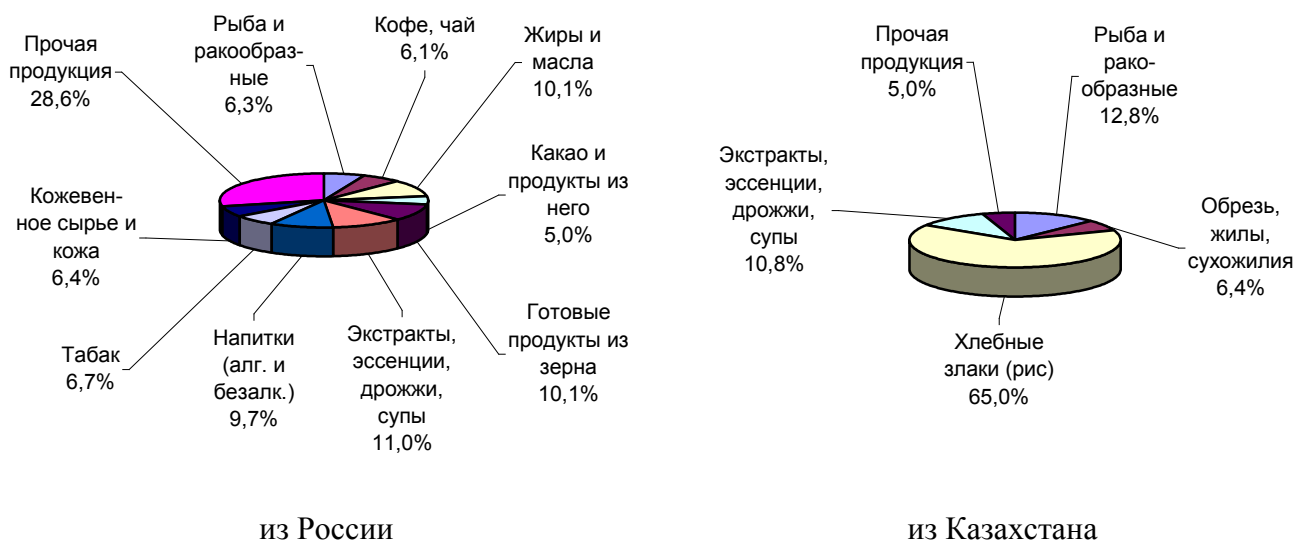 Прочая
продукция
28,6%
Рыба и
ракообраз-
ные
6,3%
Кофе, чай
6,1%
Жиры и
масла
10,1%
Какао и
продукты из
него
5,0%
Готовые
продукты из
зерна
10,1%
Экстракты,
эссенции,
дрожжи,
супы
11,0%
Напитки
(алг. и
безалк.)
9,7%
Табак
6,7%
Кожевен-
ное сырье и
кожа
6,4%
из России
Прочая
продукция
5,0%
Рыба и
рако-
образные
12,8%
Обрезь,
жилы,
сухожилия
6,4%
Хлебные
злаки (рис)
65,0%
Экстракты,
эссенции,
дрожжи,
супы
10,8%
из Казахстана